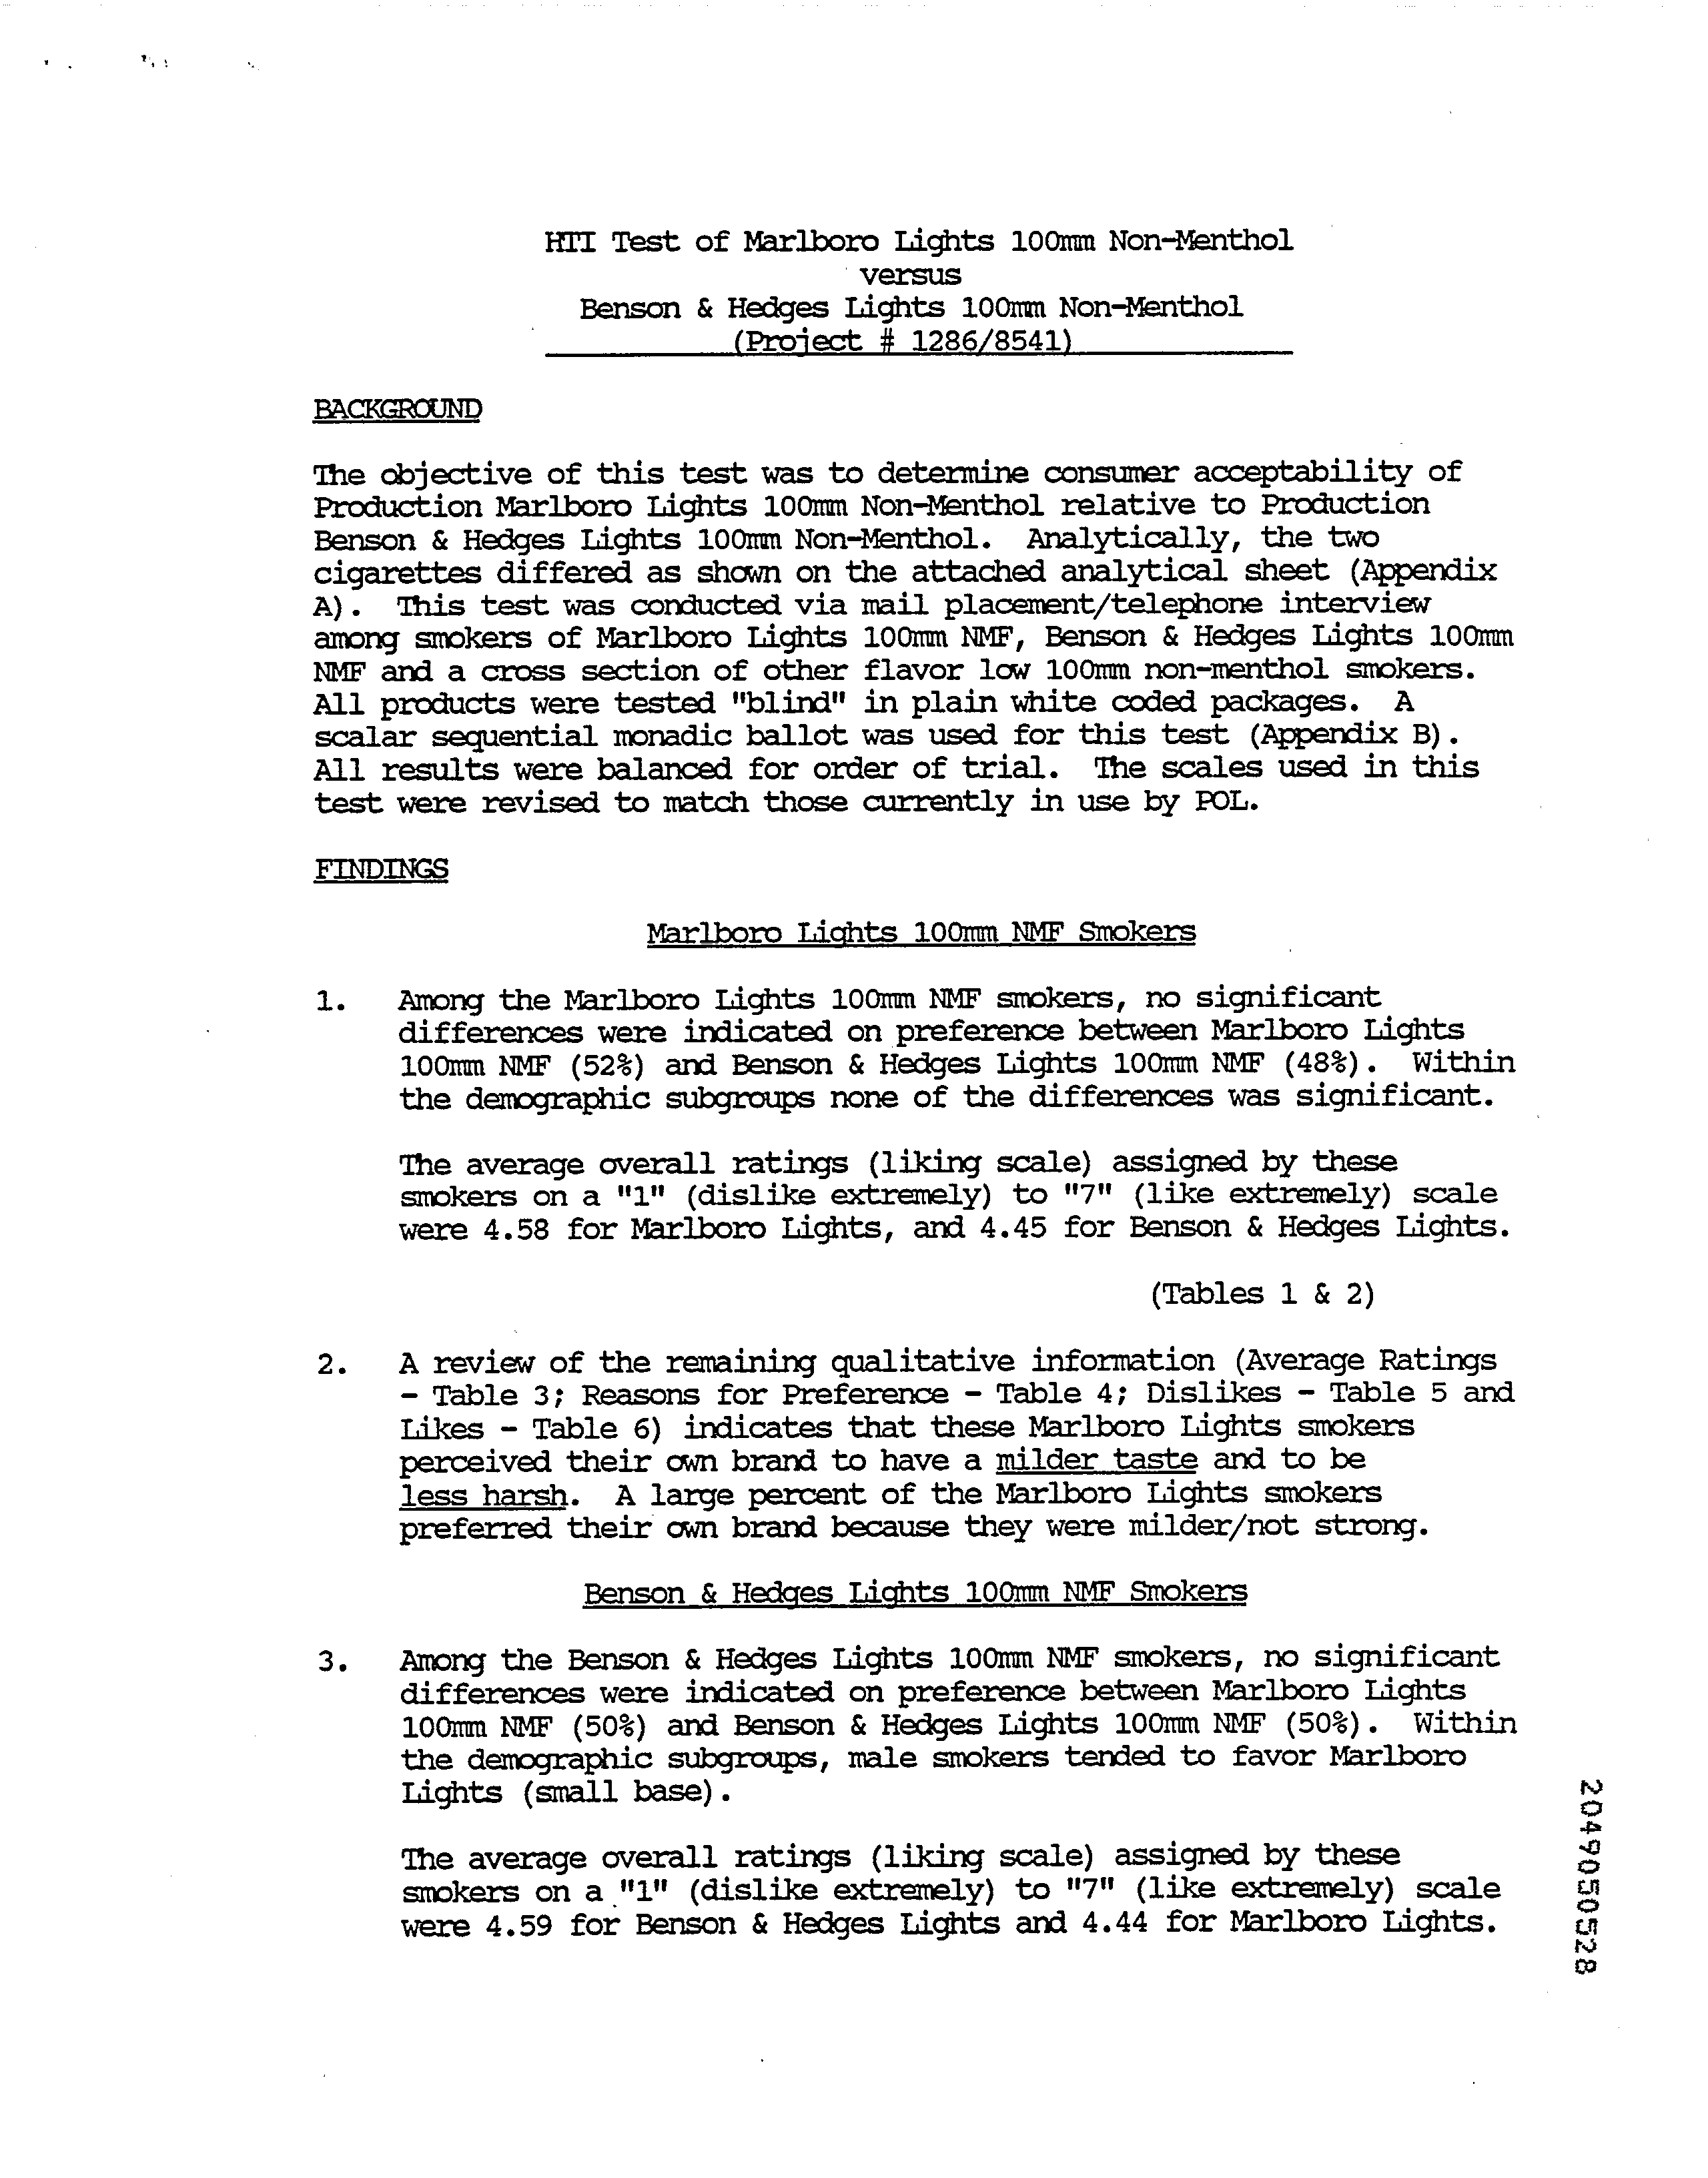 HTI Test of Marlboro Lights 100mm Non-Menthol
versus
Benson & Hedges Lights 100mm Non-Menthol
(Project # 1286/8541)
BACKGROUND
The objective of this test was to determine consumer acceptability of
Production Marlboro Lights 100mm Non-Menthol relative to Production
Benson & Hedges Lights 100mm Non-Menthol. Analytically, the two
cigarettes differed as shown on the attached analytical sheet (Appendix
A). This test was conducted via mail placement/telephone interview
among smokers of Marlboro Lights 100mm NMF, Benson & Hedges Lights 100mm
NMF and a cross section of other flavor low 100mm non-menthol smokers.
All products were tested "blind" in plain white coded packages. A
scalar sequential monadic ballot was used for this test (Appendix B).
All results were balanced for order of trial. The scales used in this
test were revised to match those currently in use by POL.
FINDINGS
Marlboro Lights 100mm NMF Smokers
1. Among the Marlboro Lights 100mm NMF smokers, no significant
differences were indicated on preference between Marlboro Lights
100mm NMF (52%) and Benson & Hedges Lights 100mm NMF (48%). Within
the demographic subgroups none of the differences was significant.
The average overall ratings (liking scale) assigned by these
smokers on a "1" (dislike extremely) to "7" (like extremely) scale
were 4.58 for Marlboro Lights, and 4.45 for Benson & Hedges Lights.
(Tables 1 & 2)
2. A review of the remaining qualitative information (Average Ratings
- Table 3; Reasons for Preference - Table 4; Dislikes - Table 5 and
Likes - Table 6) indicates that these Marlboro Lights smokers
perceived their own brand to have a milder taste and to be
less harsh. A large percent of the Marlboro Lights smokers
preferred their own brand because they were milder/not strong.
Benson & Hedges Lights 100mm NMF Smokers
3. Among the Benson & Hedges Lights 100mm NMF smokers, no significant
differences were indicated on preference between Marlboro Lights
100mm NMF (50%) and Benson & Hedges Lights 100mm NMF (50%). Within
the demographic subgroups, male smokers tended to favor Marlboro
Lights (small base).
The average overall ratings (liking scale) assigned by these
smokers on a "1" (dislike extremely) to "7" (like extremely) scale
were 4.59 for Benson & Hedges Lights and 4.44 for Marlboro Lights.
2049050528